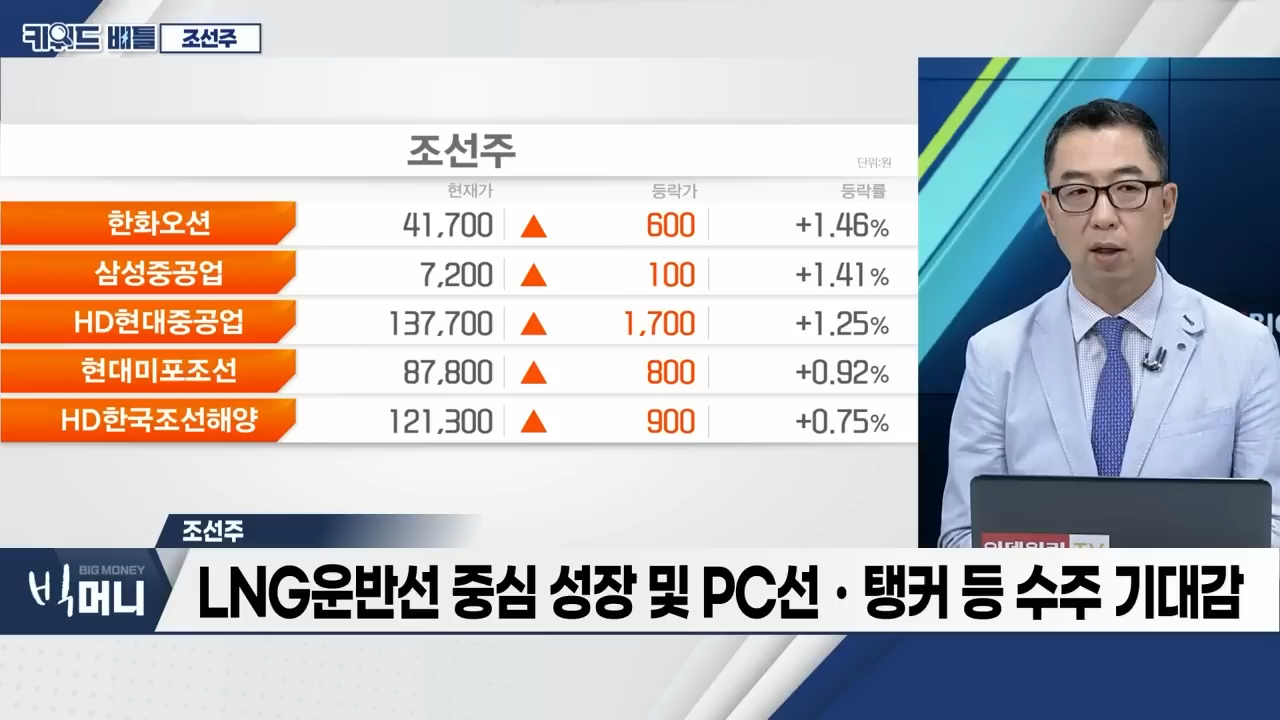 키워드 배틀 조선주
조선주
단위:원
현재가 등락가 등락률
한화오션 41,700 ▲ 600 +1.46%
삼성중공업 7,200 ▲ 100 +1.41%
HD현대중공업 137,700 ▲ 1,700 +1.25%
현대미포조선 87,800 ▲ 800 +0.92%
HD한국조선해양 121,300 ▲ 900 +0.75%
조선주
BIG MONEY
빅머니
LNG운반선 중심 성장 및 PC선·탱커 등 수주 기대감
TV